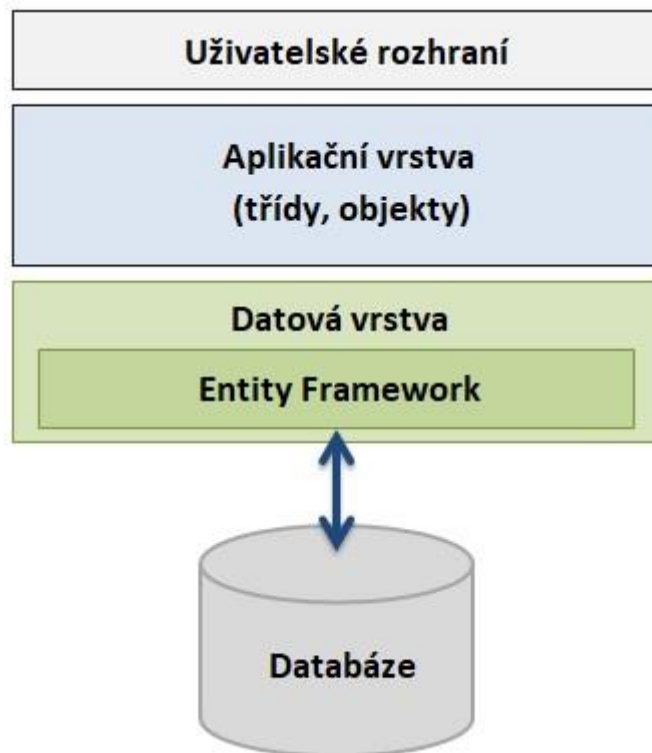 Uživatelské rozhraní
Aplikační vrstva
(třídy, objekty)
Datová vrstva
Entity Framework
Databáze